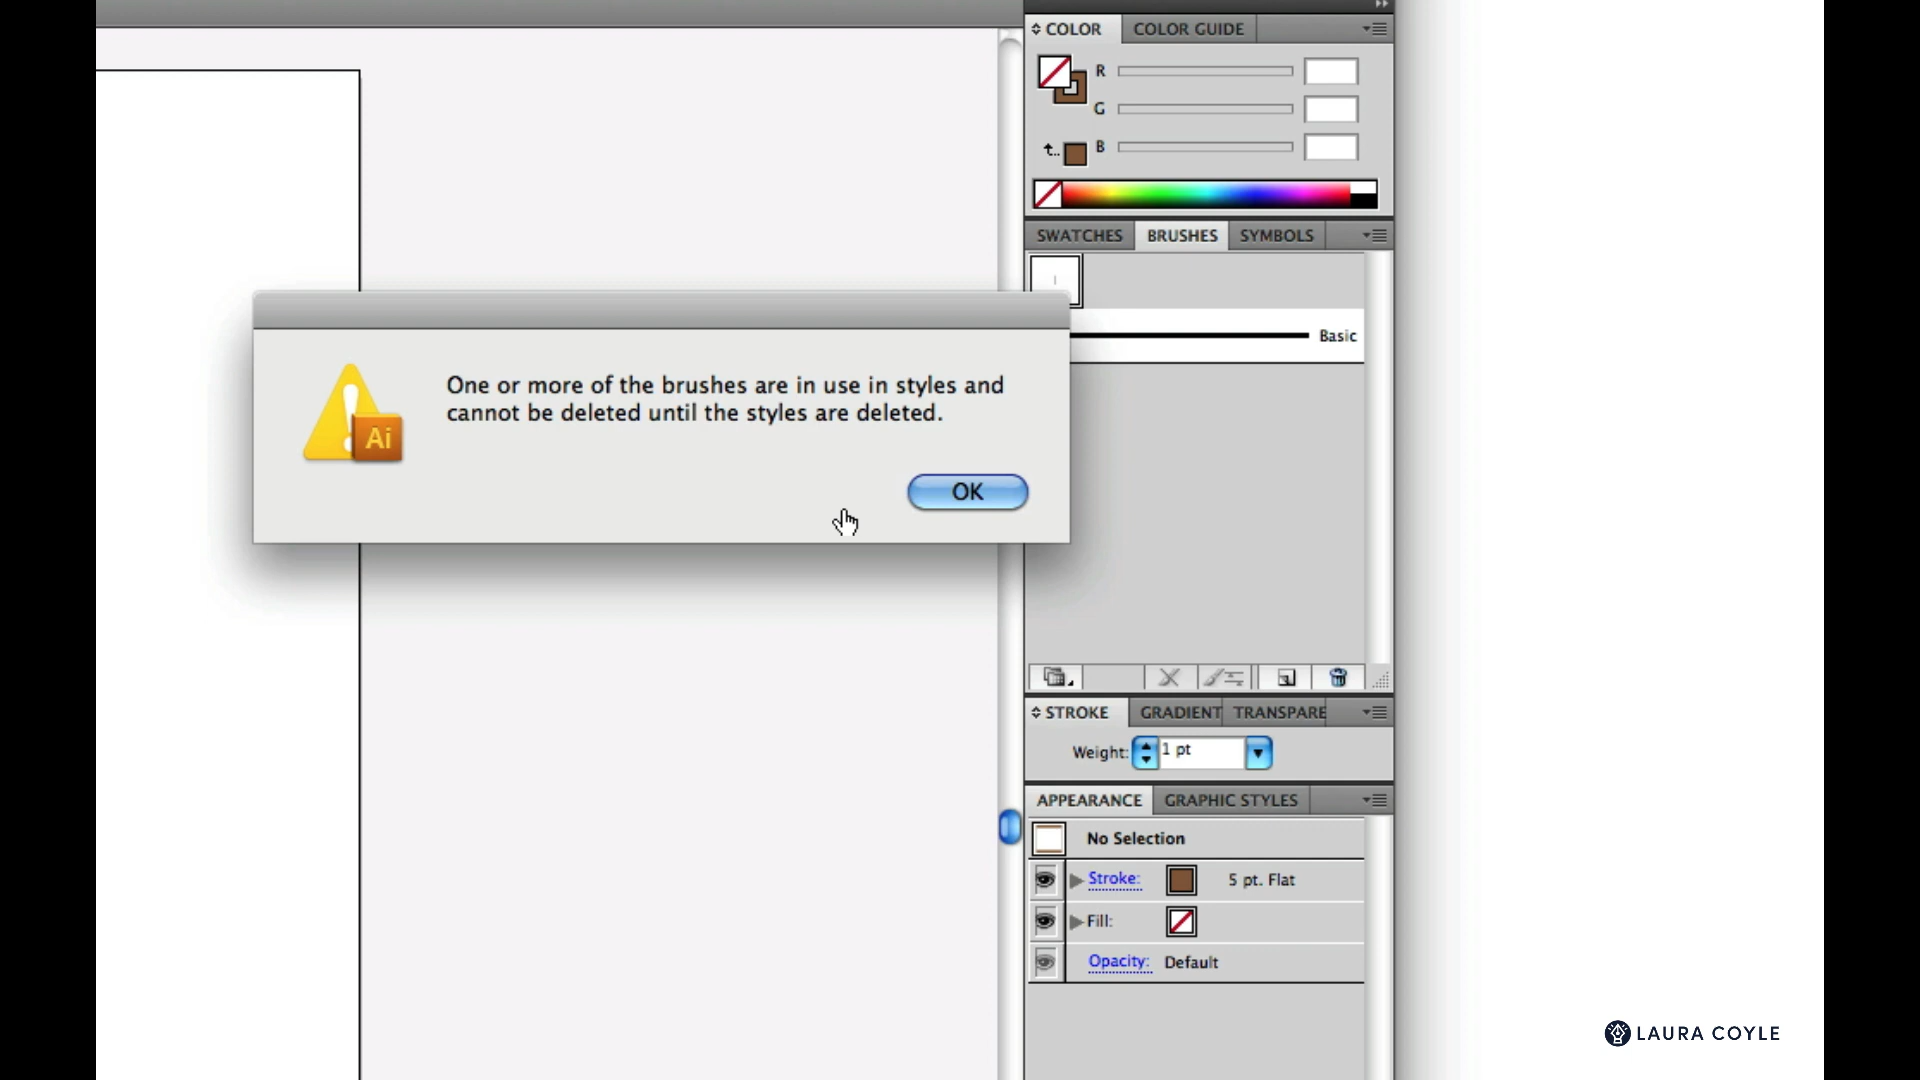 COLOR COLOR GUIDE
R
G
t.. B
SWATCHES BRUSHES SYMBOLS
Basic
One or more of the brushes are in use in styles and
cannot be deleted until the styles are deleted.
Ai
OK
STROKE GRADIENT TRANSPARE
Weight: 1 pt
APPEARANCE GRAPHIC STYLES
No Selection
Stroke: 5 pt. Flat
Fill:
Opacity: Default
LAURA COYLE